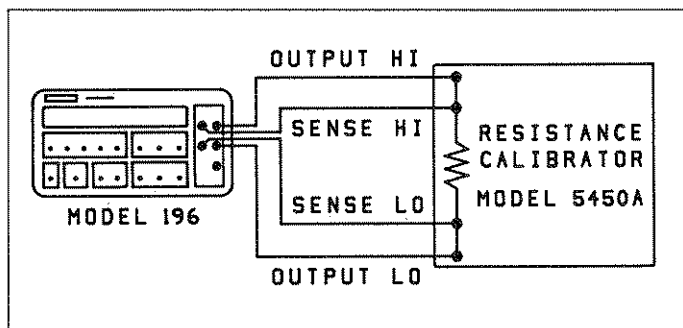 OUTPUT HI
SENSE HI
RESISTANCE
CALIBRATOR
MODEL 5450A
SENSE LO
MODEL 196
OUTPUT LO